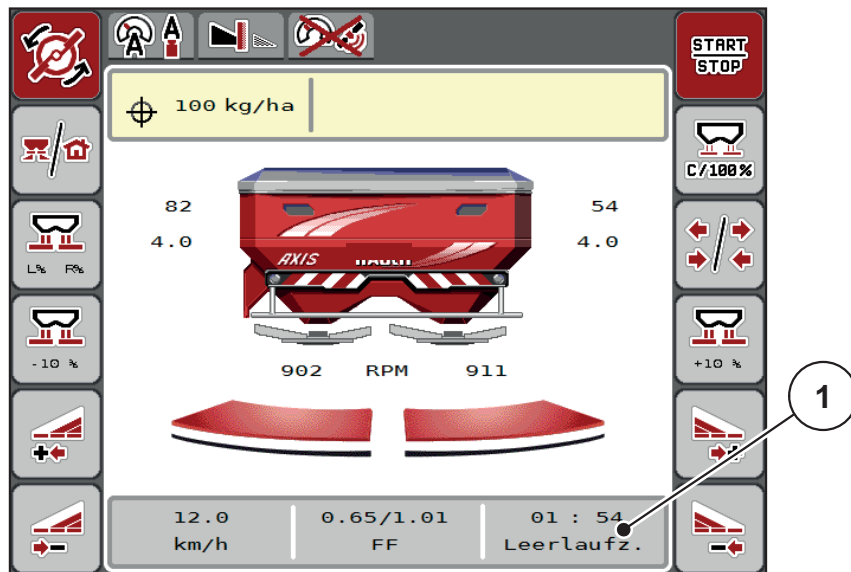 A A
START
STOP
100 kg/ha
C/100%
82 54
4.0 4.0
AXIS RAUCH
L% R%
-10 % +10 %
902 RPM 911
1
12.0 0.65/1.01 01 : 54
km/h FF Leerlaufz.